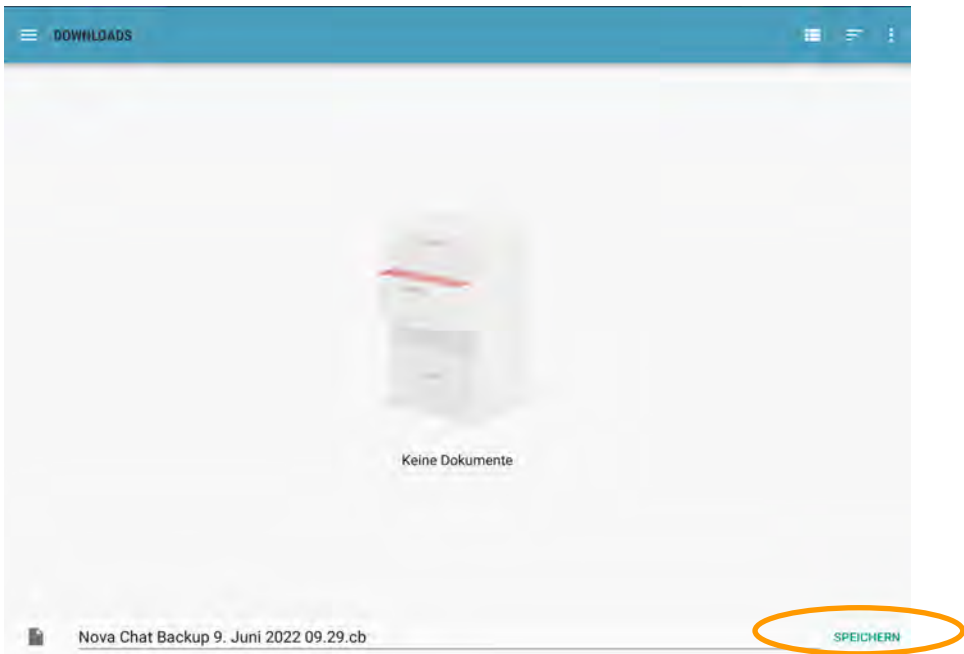 DOWNLOADS
Keine Dokumente
Nova Chat Backup 9. Juni 2022 09.29.cb
SPEICHERN